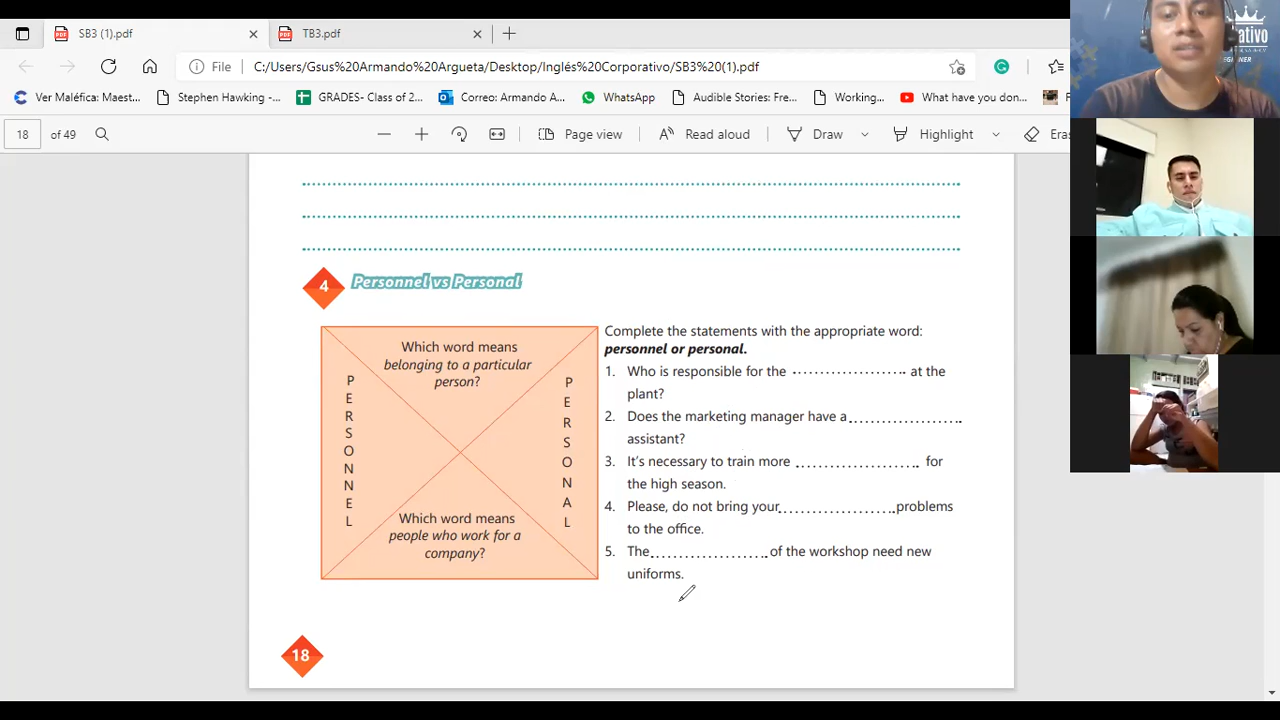 SB3 (1).pdf
TB3.pdf
File
C:/Users/Gsus%20Armando%20Argueta/Desktop/Inglés%20Corporativo/SB3%20(1).pdf
Ver Maléfica: Maest...
Stephen Hawking -...
GRADES- Class of 2...
Correo: Armando A...
WhatsApp
Audible Stories: Fre...
Working...
What have you don...
18 of 49
Page view
Read aloud
Draw
Highlight
Eras
4
Personnel vs Personal
Which word means
belonging to a particular
person?
PERSONNEL
PERSONAL
Which word means
people who work for a
company?
Complete the statements with the appropriate word:
personnel or personal.
1. Who is responsible for the .................... at the
plant?
2. Does the marketing manager have a....................
assistant?
3. It's necessary to train more .................... for
the high season.
4. Please, do not bring your....................problems
to the office.
5. The....................of the workshop need new
uniforms.
18